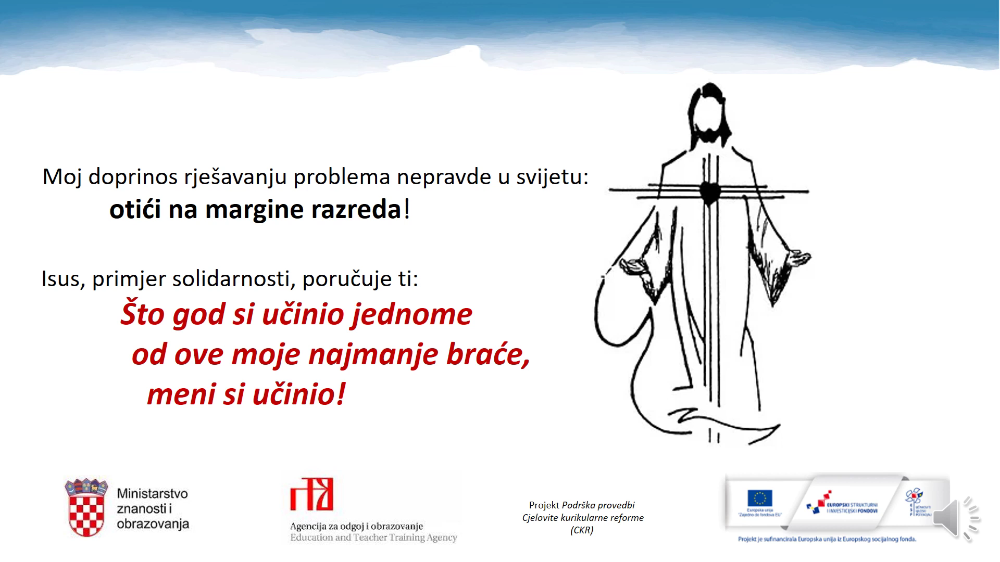 Moj doprinos rješavanju problema nepravde u svijetu:
otići na margine razreda!
Isus, primjer solidarnosti, poručuje ti:
Što god si učinio jednome
od ove moje najmanje braće,
meni si učinio!
Ministarstvo
znanosti i
obrazovanja
Agencija za odgoj i obrazovanje
Education and Teacher Training Agency
Projekt Podrška provedbi
Cjelovite kurikularne reforme
(CKR)
Europska unija
"Zajedno do fondova EU"
EUROPSKI STRUKTURNI
I INVESTICIJSKI FONDOVI
Projekt je sufinancirala Europska unija iz Europskog socijalnog fonda.